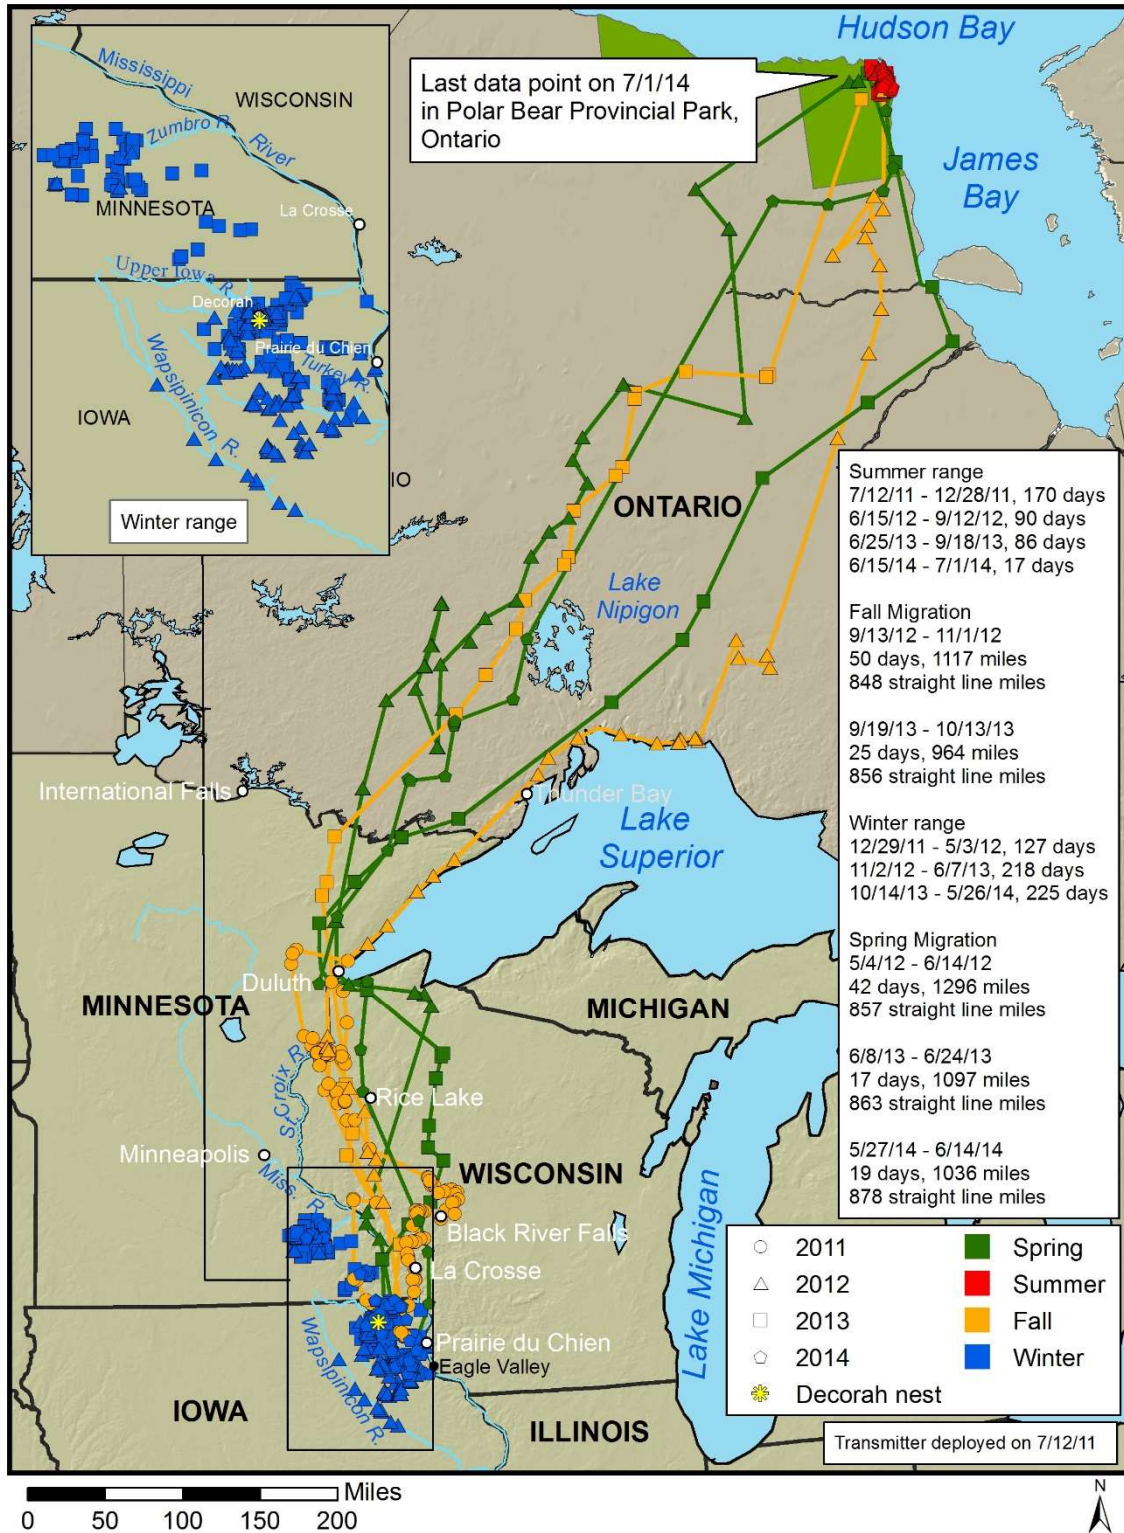 Hudson Bay
Last data point on 7/1/14
in Polar Bear Provincial Park,
Ontario
James
Bay
Mississippi
WISCONSIN
Zumbro R.
River
MINNESOTA
La Crosse
Upper Iowa R.
Decorah
Prairie du Chien
Turkey R.
Wapsipinicon R.
IOWA
IO
Winter range
ONTARIO
Lake
Nipigon
International Falls
Thunder Bay
Lake
Superior
Duluth
MINNESOTA
MICHIGAN
St. Croix R.
Rice Lake
Minneapolis
Miss. R.
WISCONSIN
Black River Falls
La Crosse
Lake Michigan
Prairie du Chien
Eagle Valley
Wapsipinicon R.
IOWA
ILLINOIS
Summer range
7/12/11 - 12/28/11, 170 days
6/15/12 - 9/12/12, 90 days
6/25/13 - 9/18/13, 86 days
6/15/14 - 7/1/14, 17 days
Fall Migration
9/13/12 - 11/1/12
50 days, 1117 miles
848 straight line miles
9/19/13 - 10/13/13
25 days, 964 miles
856 straight line miles
Winter range
12/29/11 - 5/3/12, 127 days
11/2/12 - 6/7/13, 218 days
10/14/13 - 5/26/14, 225 days
Spring Migration
5/4/12 - 6/14/12
42 days, 1296 miles
857 straight line miles
6/8/13 - 6/24/13
17 days, 1097 miles
863 straight line miles
5/27/14 - 6/14/14
19 days, 1036 miles
878 straight line miles
2011 Spring
2012 Summer
2013 Fall
2014 Winter
Decorah nest
Transmitter deployed on 7/12/11
Miles
0 50 100 150 200
N